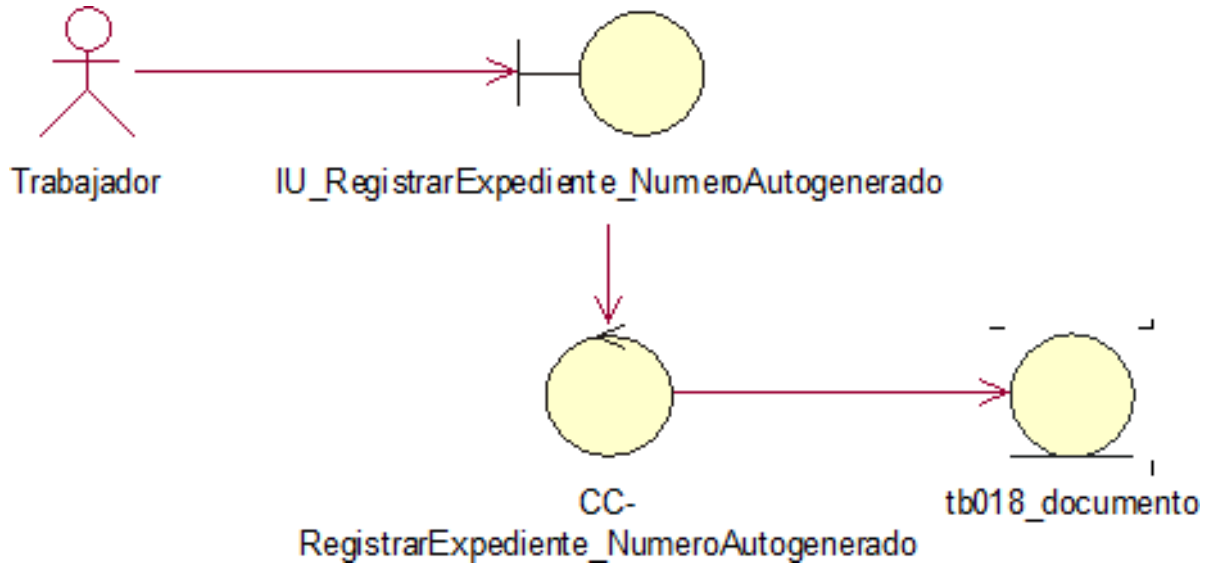 Trabajador
IU_RegistrarExpediente_NumeroAutogenerado
CC-
RegistrarExpediente_NumeroAutogenerado
tb018_documento